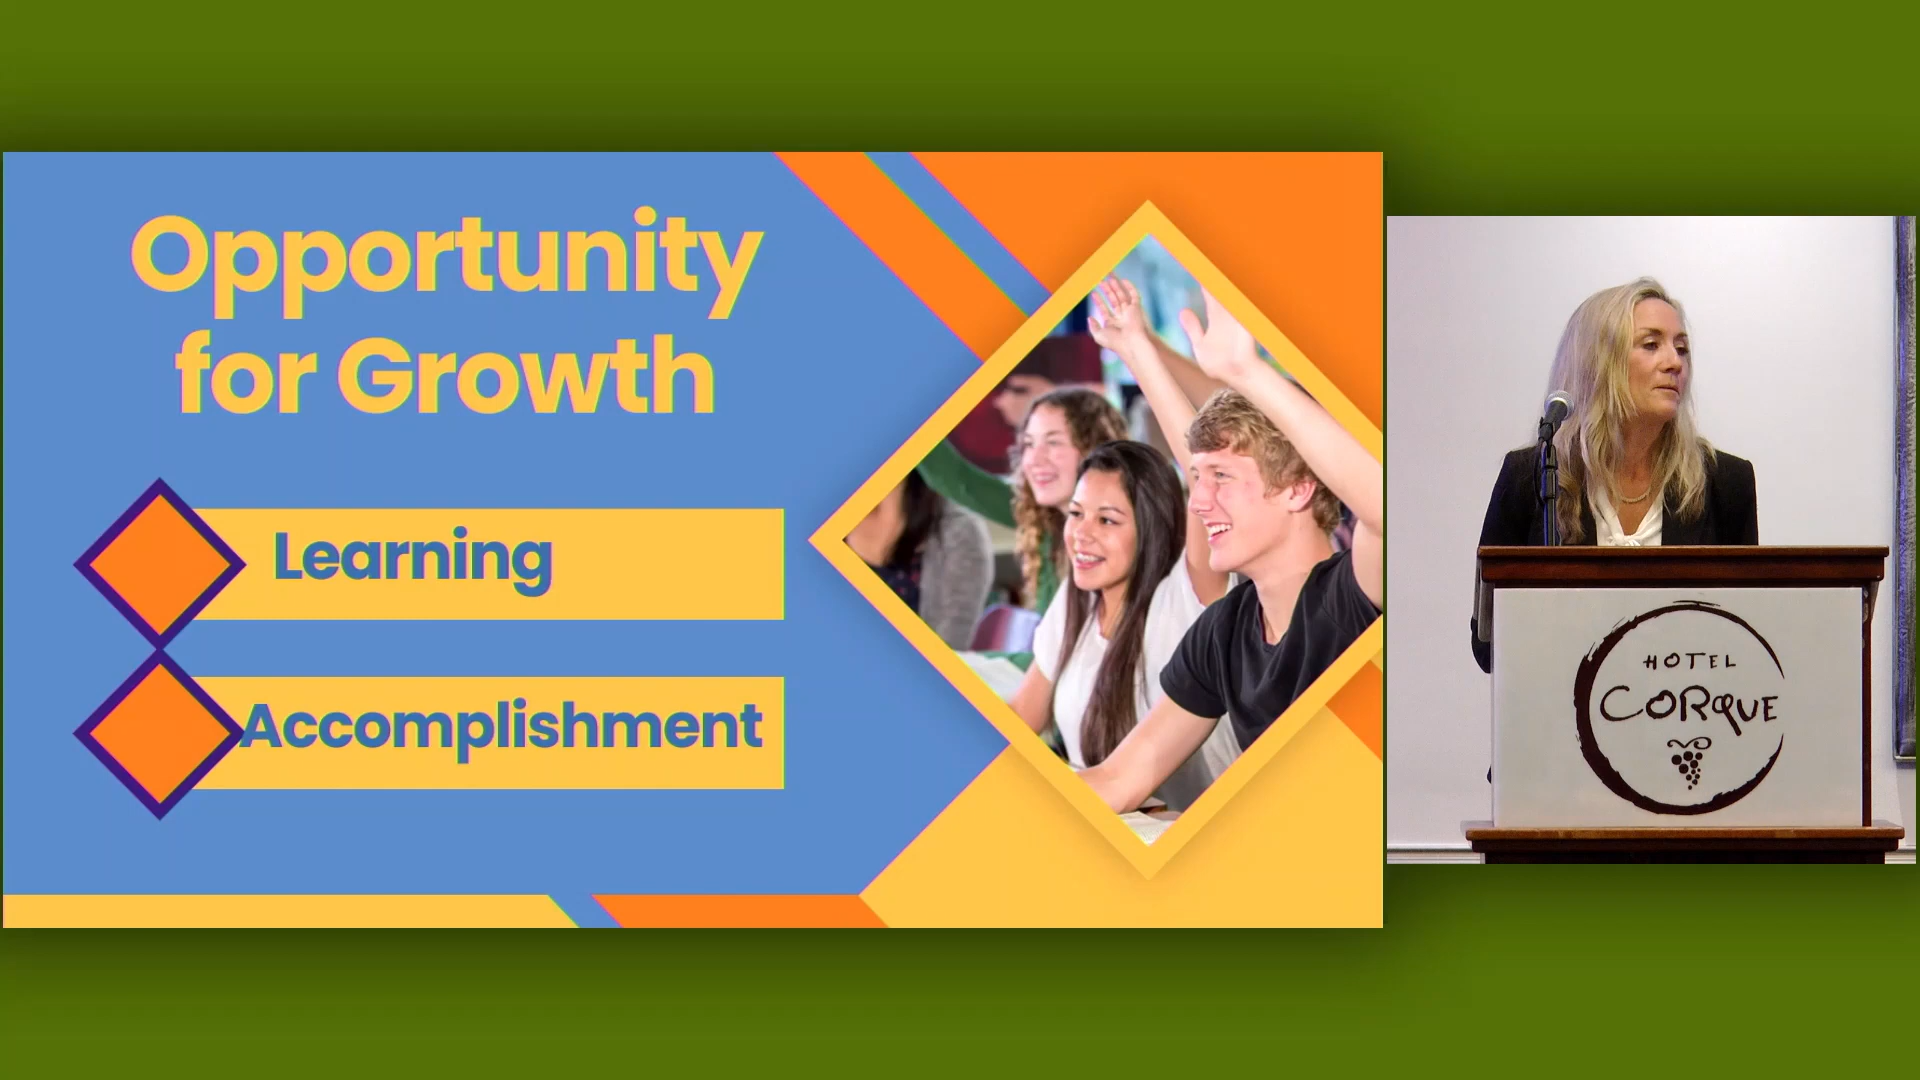 Opportunity
for Growth
Learning
Accomplishment
HOTEL
CORQUE